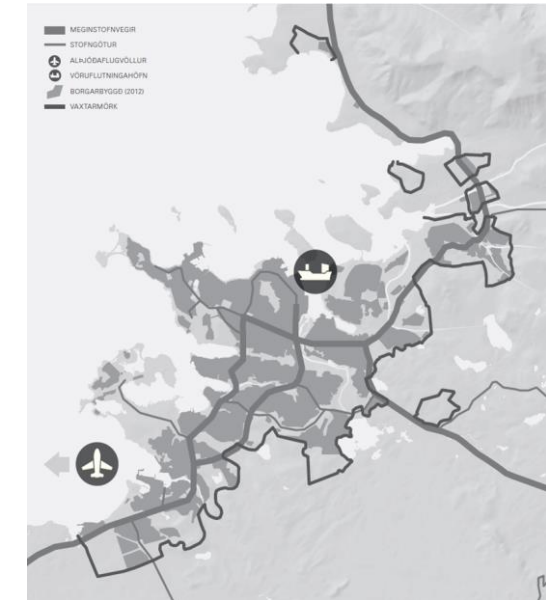 MEGINSTOFNVEGIR
STOFNGÖTUR
ALÞJÓÐAFLUGVÖLLUR
VÖRUFLUTNINGAHÖFN
BORGARBYGGÐ (2012)
VAXTARMÖRK